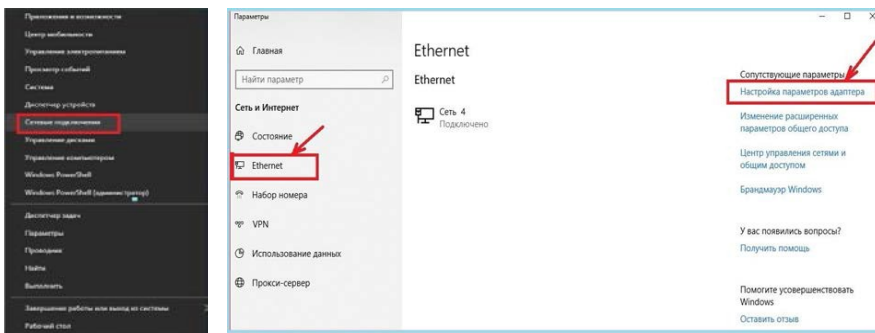 Приложения и возможности
Центр мобильности
Управление электропитанием
Просмотр событий
Система
Диспетчер устройств
Сетевые подключения
Управление дисками
Управление компьютером
Windows PowerShell
Windows PowerShell (администратор)
Диспетчер задач
Параметры
Проводник
Найти
Выполнить
Завершение работы или выход из системы
Рабочий стол
Параметры
Главная
Найти параметр
Сеть и Интернет
Состояние
Ethernet
Набор номера
VPN
Использование данных
Прокси-сервер
Ethernet
Ethernet
Сеть 4
Подключено
Сопутствующие параметры
Настройка параметров адаптера
Изменение расширенных
параметров общего доступа
Центр управления сетями и
общим доступом
Брандмауэр Windows
У вас появились вопросы?
Получить помощь
Помогите усовершенствовать
Windows
Оставить отзыв